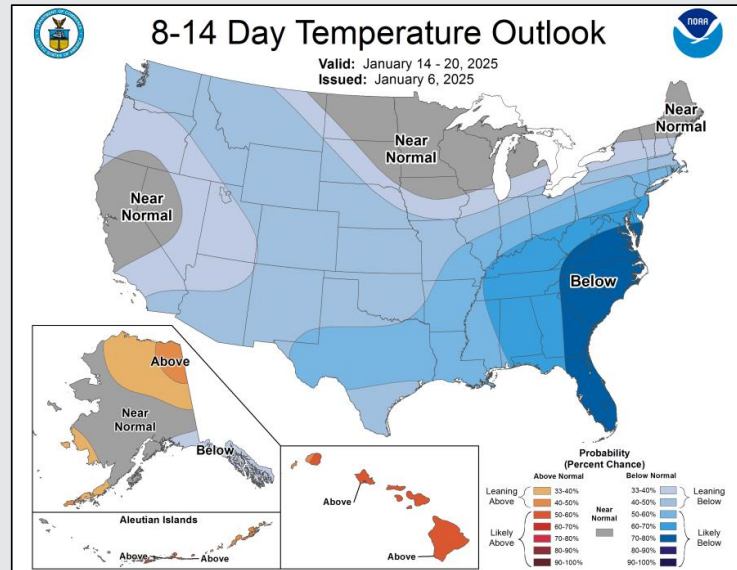 8-14 Day Temperature Outlook
Valid: January 14 - 20, 2025
Issued: January 6, 2025
NOAA
Near
Normal
Near
Normal
Near
Normal
Below
Above
Near
Normal
Below
Aleutian Islands
Above
Above
Above
Above
Probability
(Percent Chance)
Above Normal
Below Normal
Leaning
Above
33-40%
40-50%
Likely
Above
50-60%
60-70%
70-80%
80-90%
90-100%
Near
Normal
33-40%
40-50%
Leaning
Below
50-60%
60-70%
70-80%
80-90%
90-100%
Likely
Below